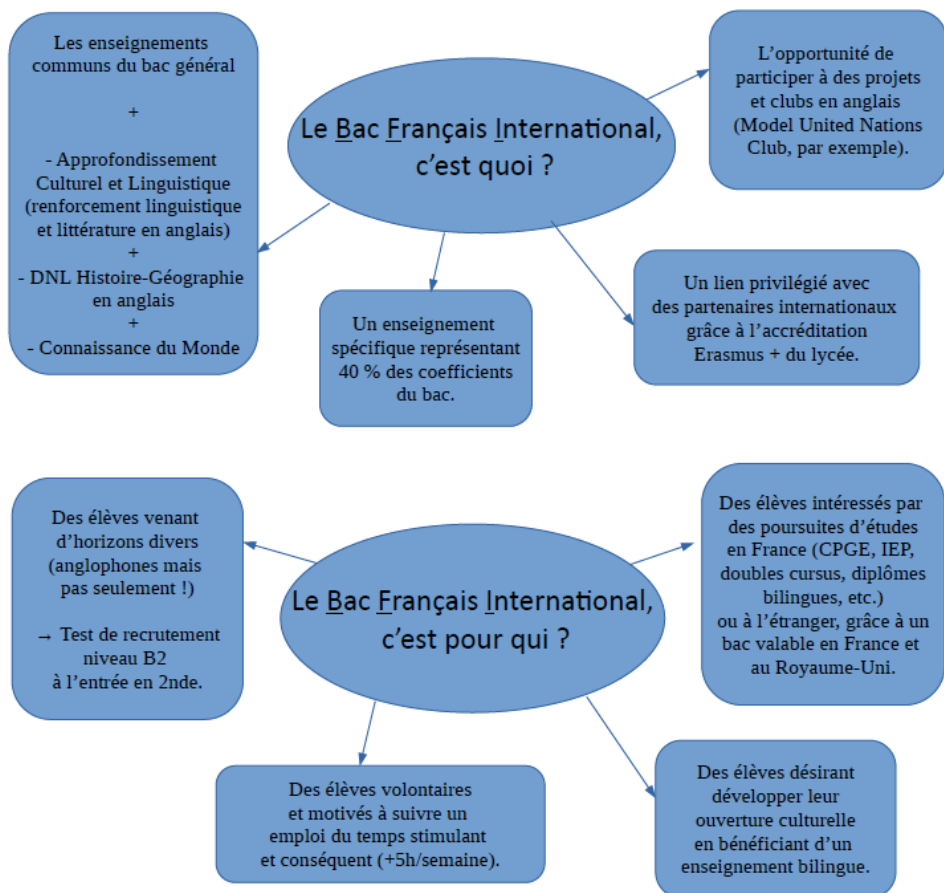 Le Bac Français International,
c'est quoi ?
Les enseignements
communs du bac général
+
- Approfondissement
Culturel et Linguistique
(renforcement linguistique
et littérature en anglais)
+
- DNL Histoire-Géographie
en anglais
+
- Connaissance du Monde
Un enseignement
spécifique représentant
40 % des coefficients
du bac.
Un lien privilégié avec
des partenaires internationaux
grâce à l'accréditation
Erasmus + du lycée.
L'opportunité de
participer à des projets
et clubs en anglais
(Model United Nations
Club, par exemple).
Le Bac Français International,
c'est pour qui ?
Des élèves venant
d'horizons divers
(anglophones mais
pas seulement !)
→ Test de recrutement
niveau B2
à l'entrée en 2nde.
Des élèves volontaires
et motivés à suivre un
emploi du temps stimulant
et conséquent (+5h/semaine).
Des élèves désirant
développer leur
ouverture culturelle
en bénéficiant d'un
enseignement bilingue.
Des élèves intéressés par
des poursuites d'études
en France (CPGE, IEP,
doubles cursus, diplômes
bilingues, etc.)
ou à l'étranger, grâce à un
bac valable en France et
au Royaume-Uni.